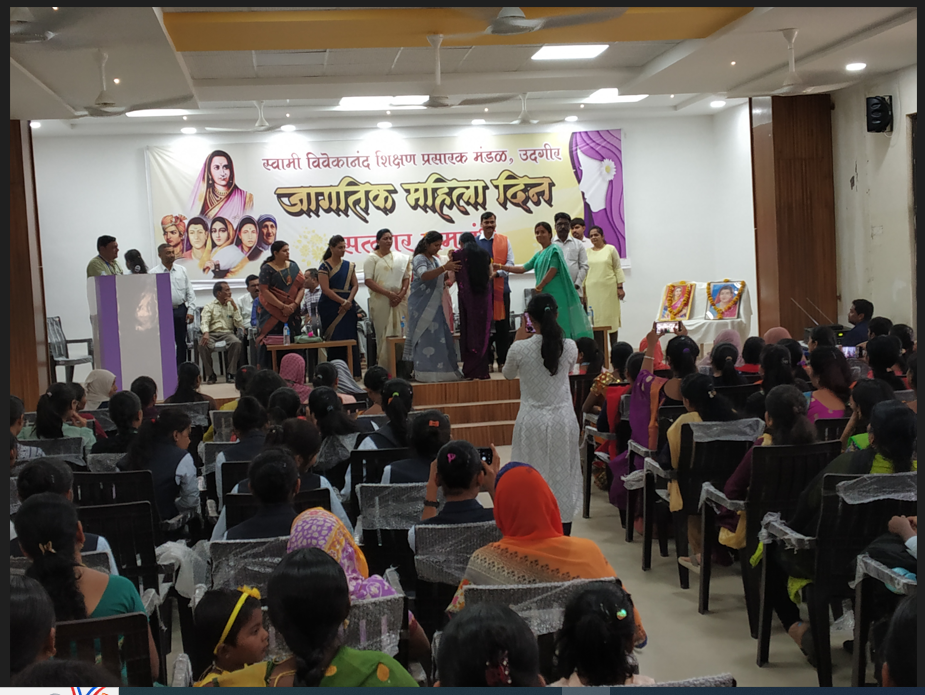 स्वामी विवेकानंद शिक्षण प्रसारक मंडळ, उदगीर
जागतिक महिला दिन